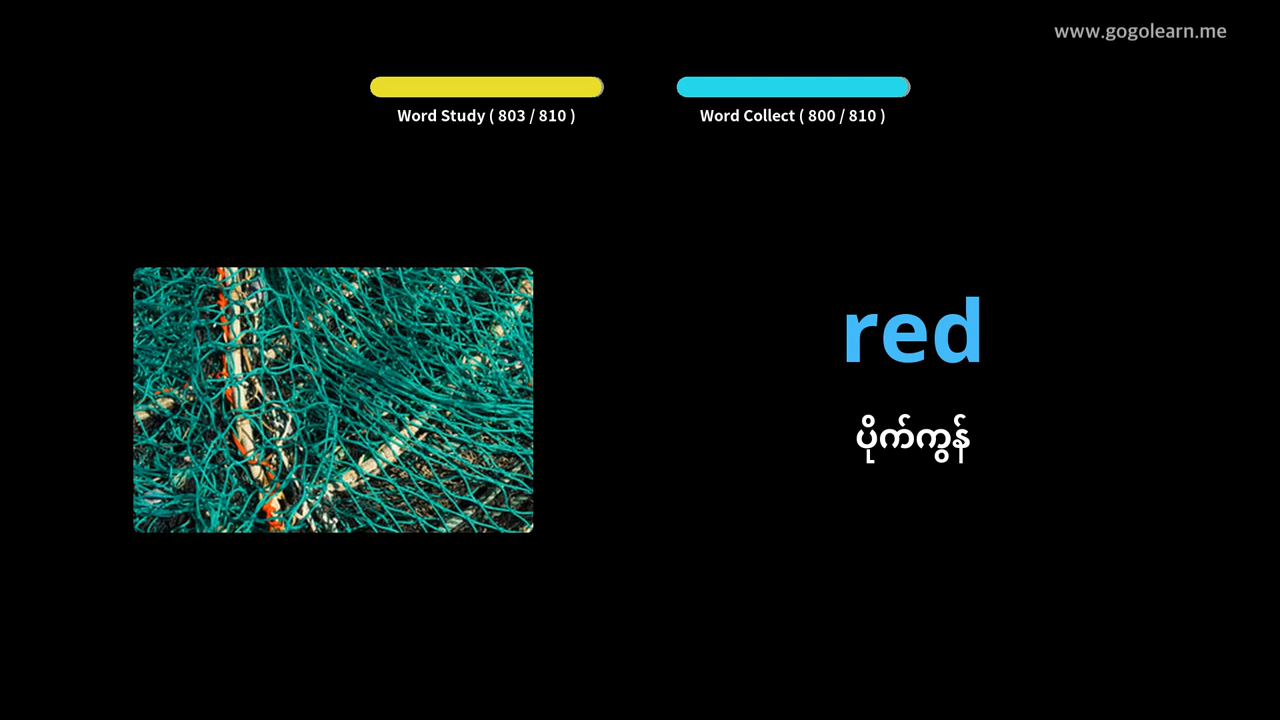 www.gogolearn.me
Word Study ( 803 / 810 )
Word Collect ( 800 / 810 )
red
ပိုက်ကွန်